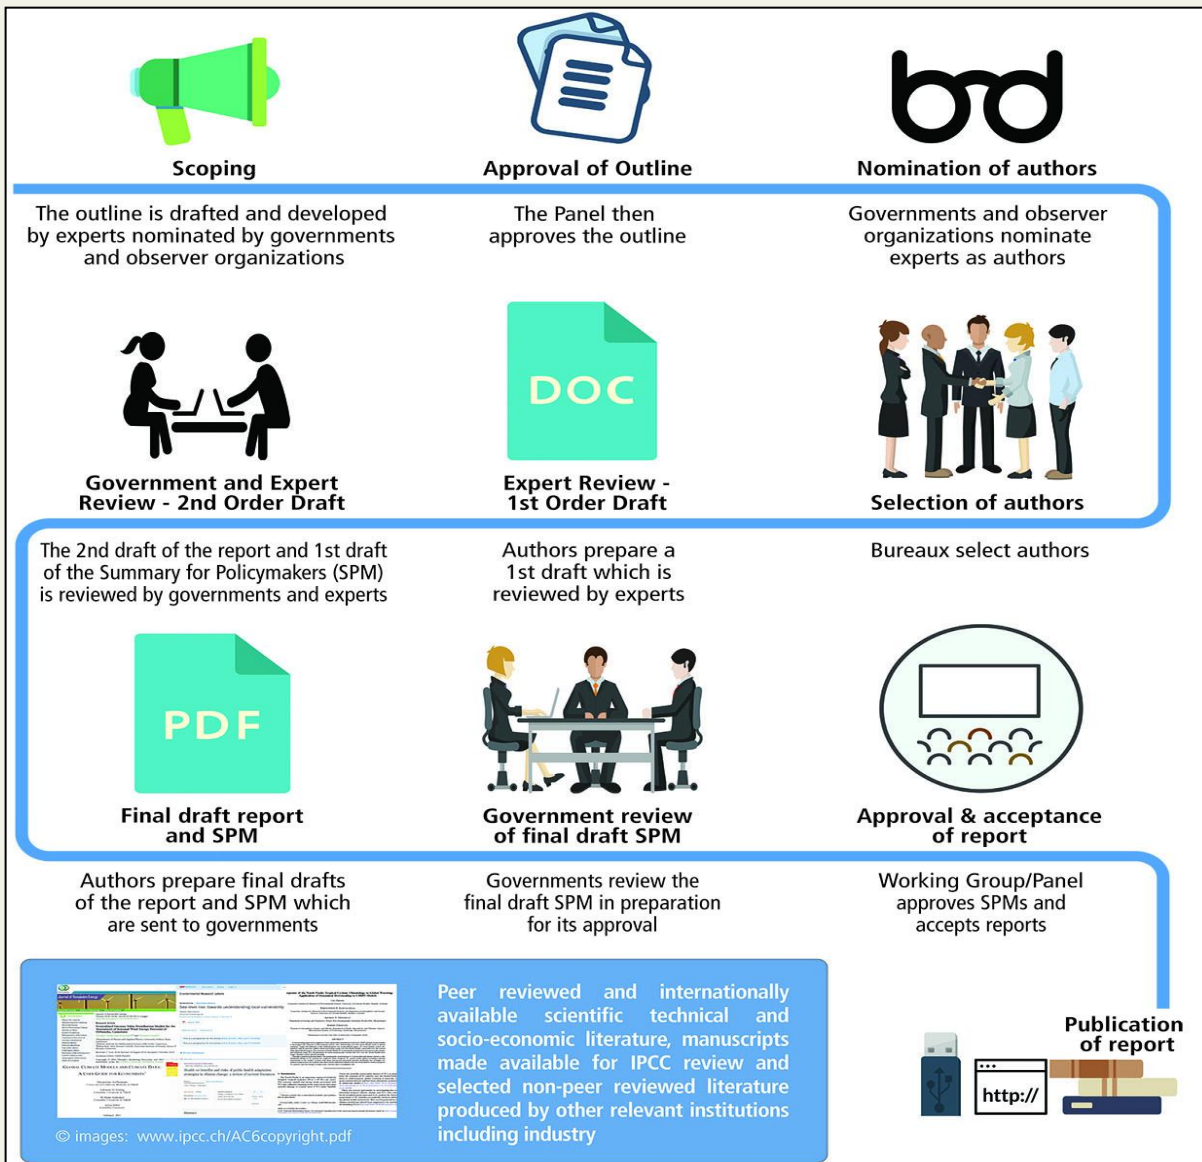 Scoping
Approval of Outline
Nomination of authors
The outline is drafted and developed
by experts nominated by governments
and observer organizations
The Panel then
approves the outline
Governments and observer
organizations nominate
experts as authors
DOC
Selection of authors
Bureaux select authors
Expert Review -
1st Order Draft
Authors prepare a
1st draft which is
reviewed by experts
Government and Expert
Review - 2nd Order Draft
The 2nd draft of the report and 1st draft
of the Summary for Policymakers (SPM)
is reviewed by governments and experts
PDF
Final draft report
and SPM
Authors prepare final drafts
of the report and SPM which
are sent to governments
Government review
of final draft SPM
Governments review the
final draft SPM in preparation
for its approval
Approval & acceptance
of report
Working Group/Panel
approves SPMs and
accepts reports
Publication
of report
http://
Peer reviewed and internationally
available scientific technical and
socio-economic literature, manuscripts
made available for IPCC review and
selected non-peer reviewed literature
produced by other relevant institutions
including industry
© images: www.ipcc.ch/AC6copyright.pdf